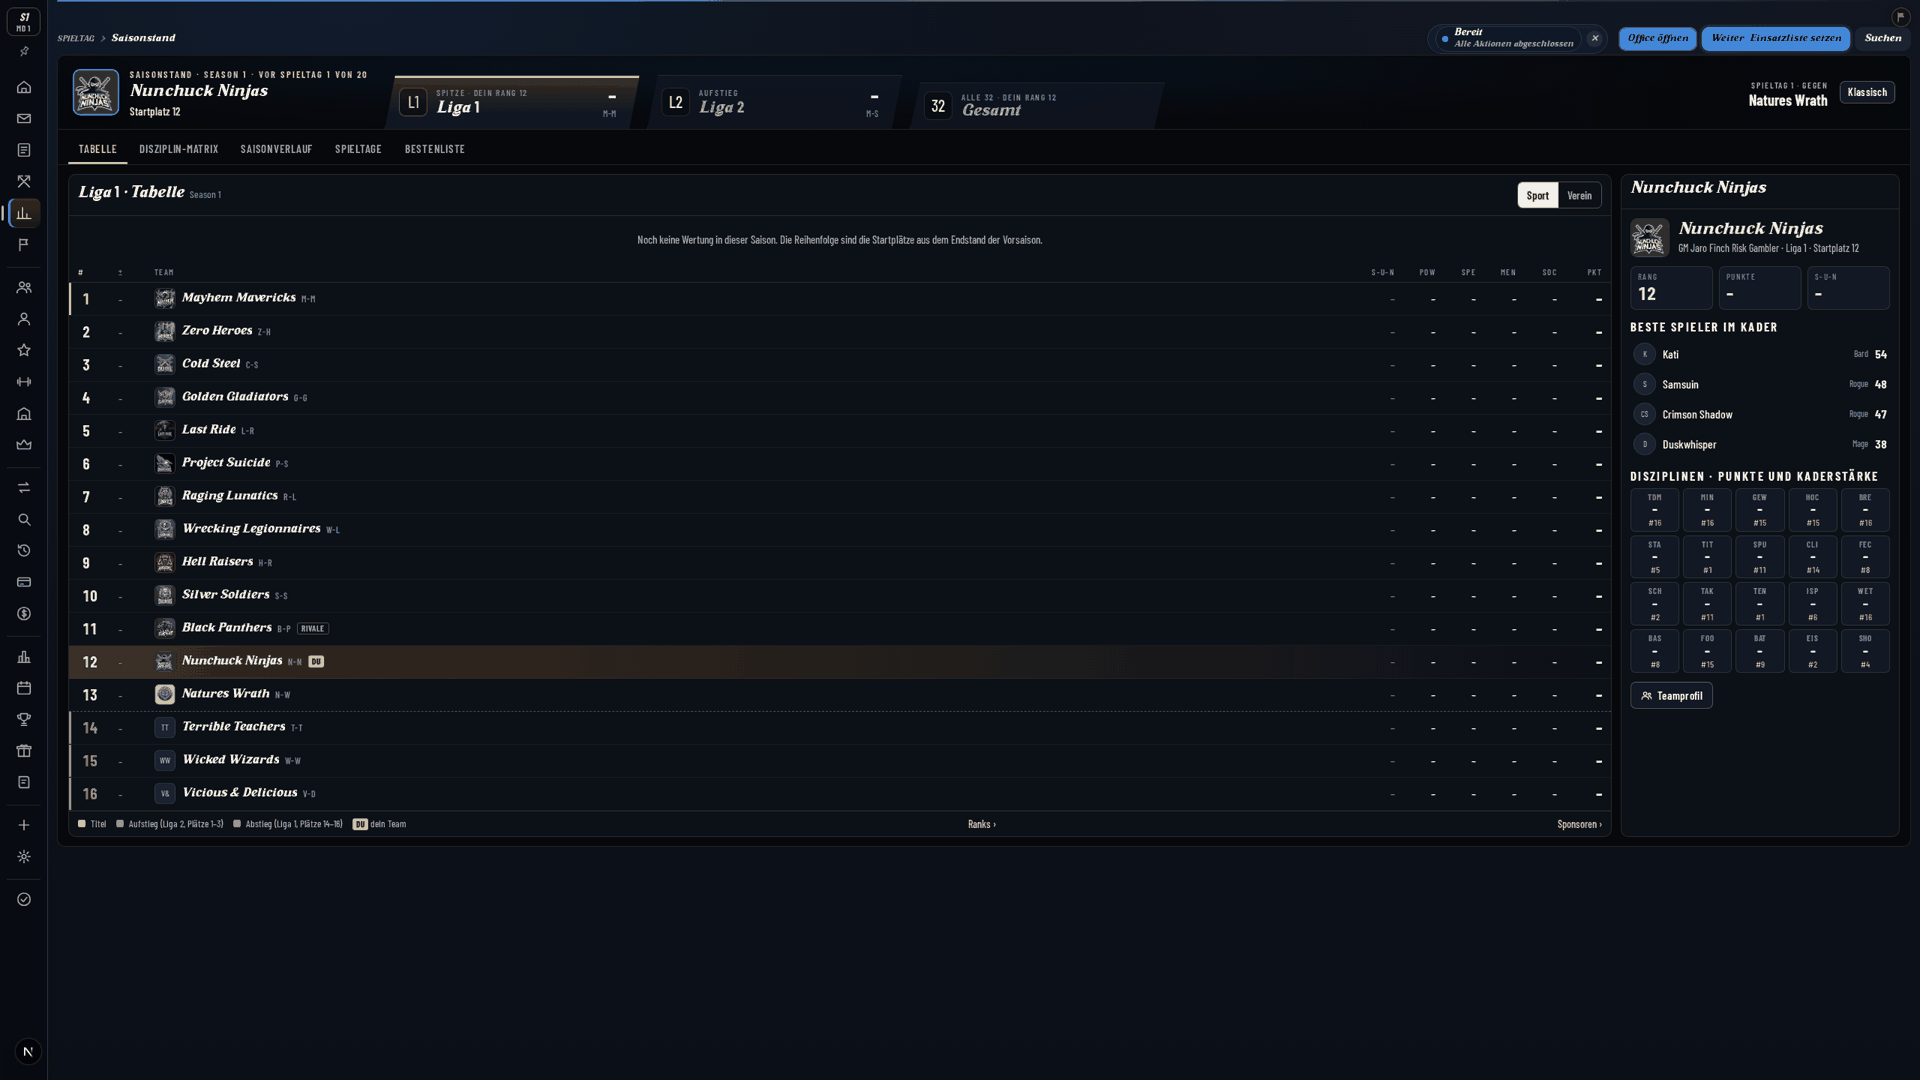 S1
MD 1
SPIELTAG > Saisonstand
Bereit
Alle Aktionen abgeschlossen
Office öffnen
Weiter Einsatzliste setzen
Suchen
SAISONSTAND · SEASON 1 · VOR SPIELTAG 1 VON 20
Nunchuck Ninjas
Startplatz 12
L1
SPITZE · DEIN RANG 12
Liga 1
–
M-M
L2
AUFSTIEG
Liga 2
–
M-S
32
ALLE 32 · DEIN RANG 12
Gesamt
SPIELTAG 1 · GEGEN
Natures Wrath
Klassisch
TABELLE DISZIPLIN-MATRIX SAISONVERLAUF SPIELTAGE BESTENLISTE
Liga 1 · Tabelle Season 1
Sport Verein
Noch keine Wertung in dieser Saison. Die Reihenfolge sind die Startplätze aus dem Endstand der Vorsaison.
# ± TEAM S-U-N POW SPE MEN SOC PKT
1 – Mayhem Mavericks M-M – – – – – –
2 – Zero Heroes Z-H – – – – – –
3 – Cold Steel C-S – – – – – –
4 – Golden Gladiators G-G – – – – – –
5 – Last Ride L-R – – – – – –
6 – Project Suicide P-S – – – – – –
7 – Raging Lunatics R-L – – – – – –
8 – Wrecking Legionnaires W-L – – – – – –
9 – Hell Raisers H-R – – – – – –
10 – Silver Soldiers S-S – – – – – –
11 – Black Panthers B-P RIVALE – – – – – –
12 – Nunchuck Ninjas N-N DU – – – – – –
13 – Natures Wrath N-W – – – – – –
14 – TT Terrible Teachers T-T – – – – – –
15 – WW Wicked Wizards W-W – – – – – –
16 – V& Vicious & Delicious V-D – – – – – –
Titel Aufstieg (Liga 2, Plätze 1–3) Abstieg (Liga 1, Plätze 14–16) DU dein Team
Ranks ›
Sponsoren ›
Nunchuck Ninjas
Nunchuck Ninjas
GM Jaro Finch Risk Gambler · Liga 1 · Startplatz 12
RANG PUNKTE S-U-N
12 – –
BESTE SPIELER IM KADER
K Kati Bard 54
S Samsuin Rogue 48
CS Crimson Shadow Rogue 47
D Duskwhisper Mage 38
DISZIPLINEN · PUNKTE UND KADERSTÄRKE
TDM MIN GEW HOC BRE
– – – – –
#16 #16 #15 #15 #16
STA TIT SPU CLI FEC
– – – – –
#5 #1 #11 #14 #8
SCH TAK TEN ISP WET
– – – – –
#2 #11 #1 #6 #16
BAS FOO BAT EIS SHO
– – – – –
#8 #15 #9 #2 #4
Teamprofil
N